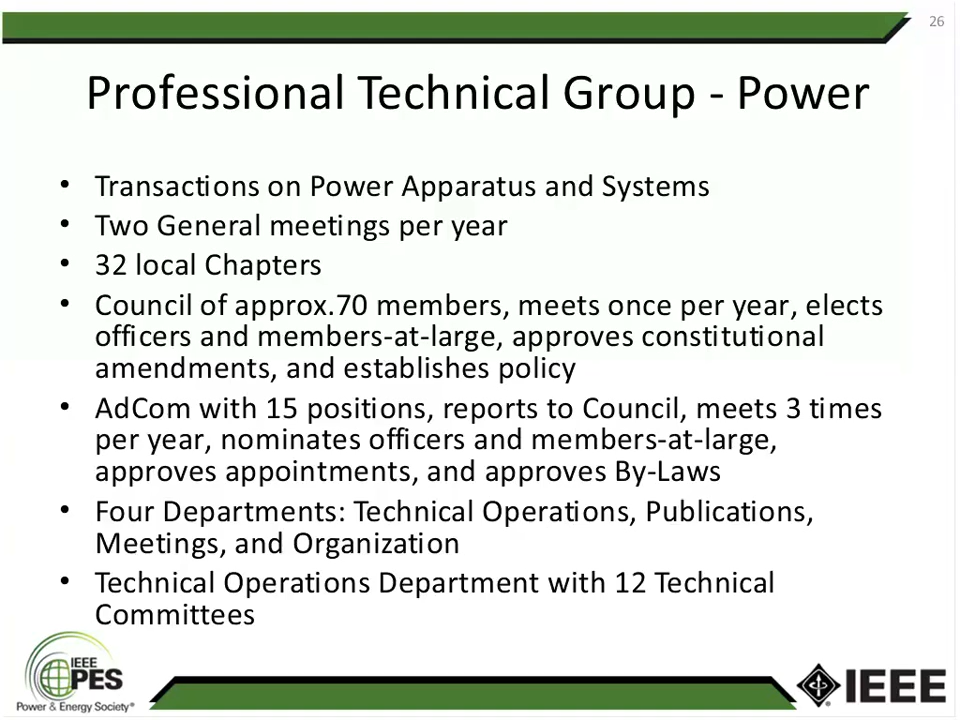 26
Professional Technical Group - Power
• Transactions on Power Apparatus and Systems
• Two General meetings per year
• 32 local Chapters
• Council of approx.70 members, meets once per year, elects
officers and members-at-large, approves constitutional
amendments, and establishes policy
• AdCom with 15 positions, reports to Council, meets 3 times
per year, nominates officers and members-at-large,
approves appointments, and approves By-Laws
• Four Departments: Technical Operations, Publications,
Meetings, and Organization
• Technical Operations Department with 12 Technical
Committees
IEEE
PES
Power & Energy Society®
IEEE